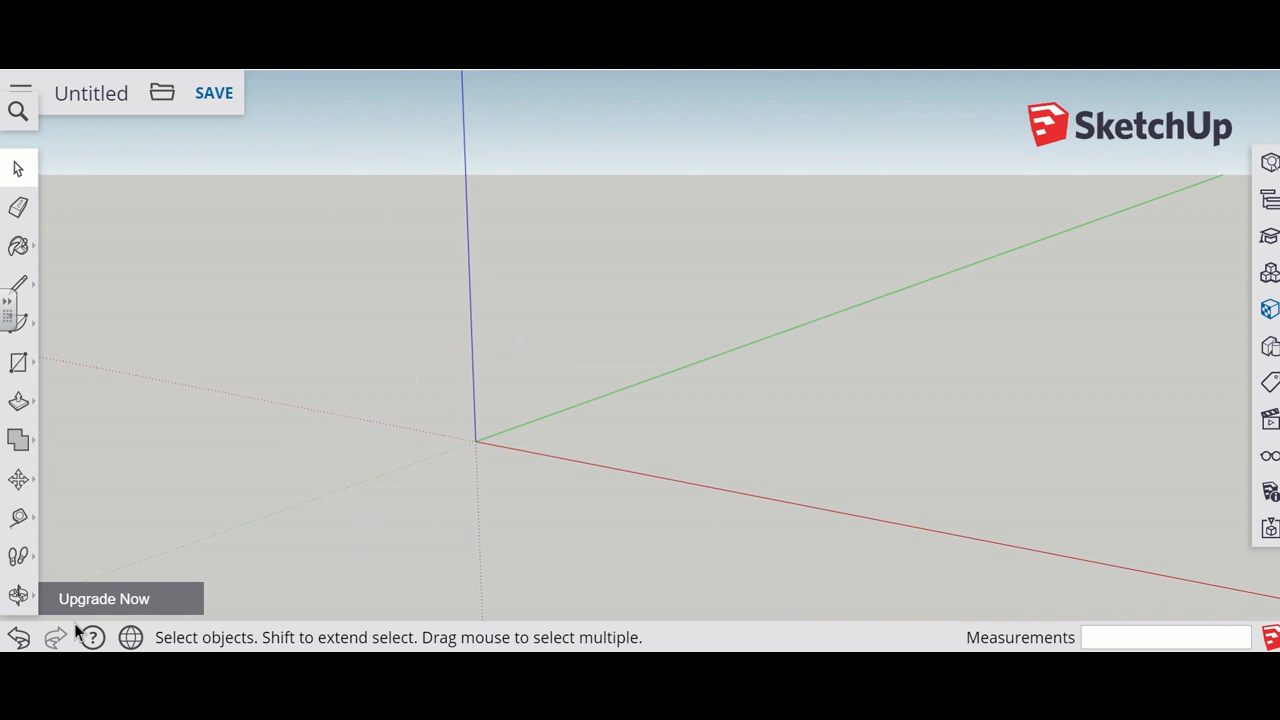 Untitled
SAVE
SketchUp
Upgrade Now
?
Select objects. Shift to extend select. Drag mouse to select multiple.
Measurements